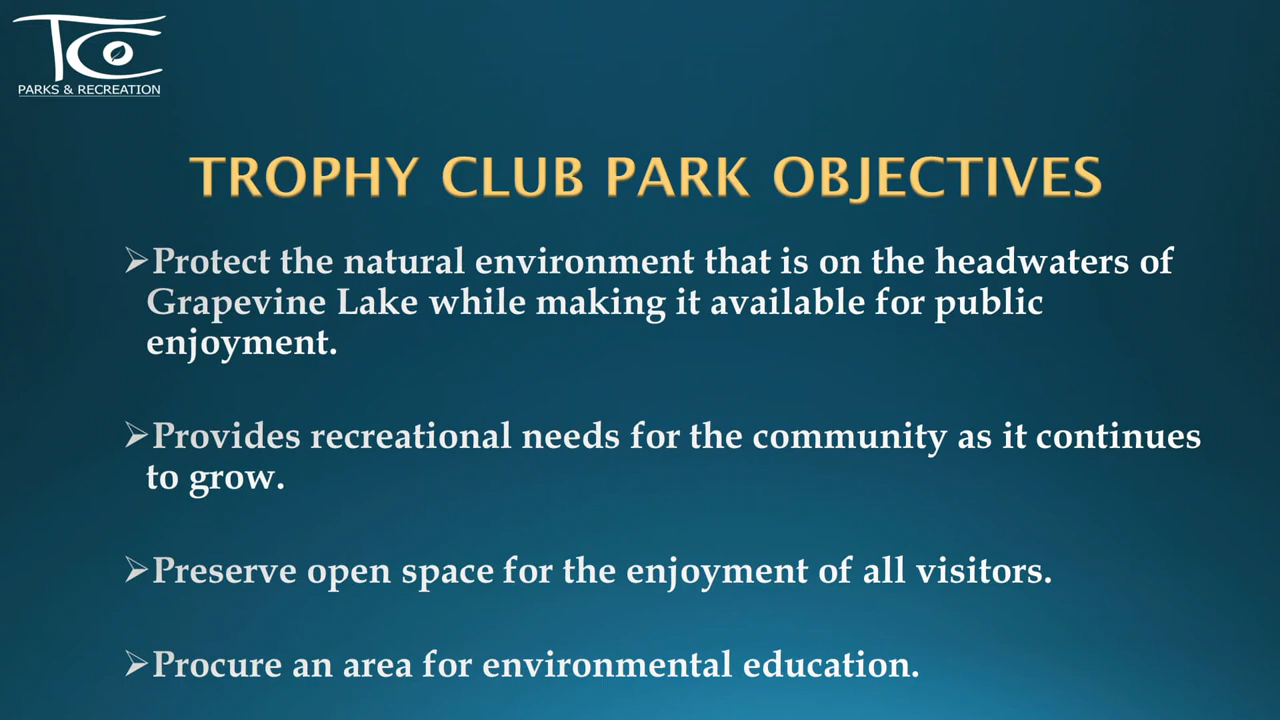 TC
PARKS & RECREATION
TROPHY CLUB PARK OBJECTIVES
➢Protect the natural environment that is on the headwaters of
Grapevine Lake while making it available for public
enjoyment.
➢Provides recreational needs for the community as it continues
to grow.
➢Preserve open space for the enjoyment of all visitors.
➢Procure an area for environmental education.